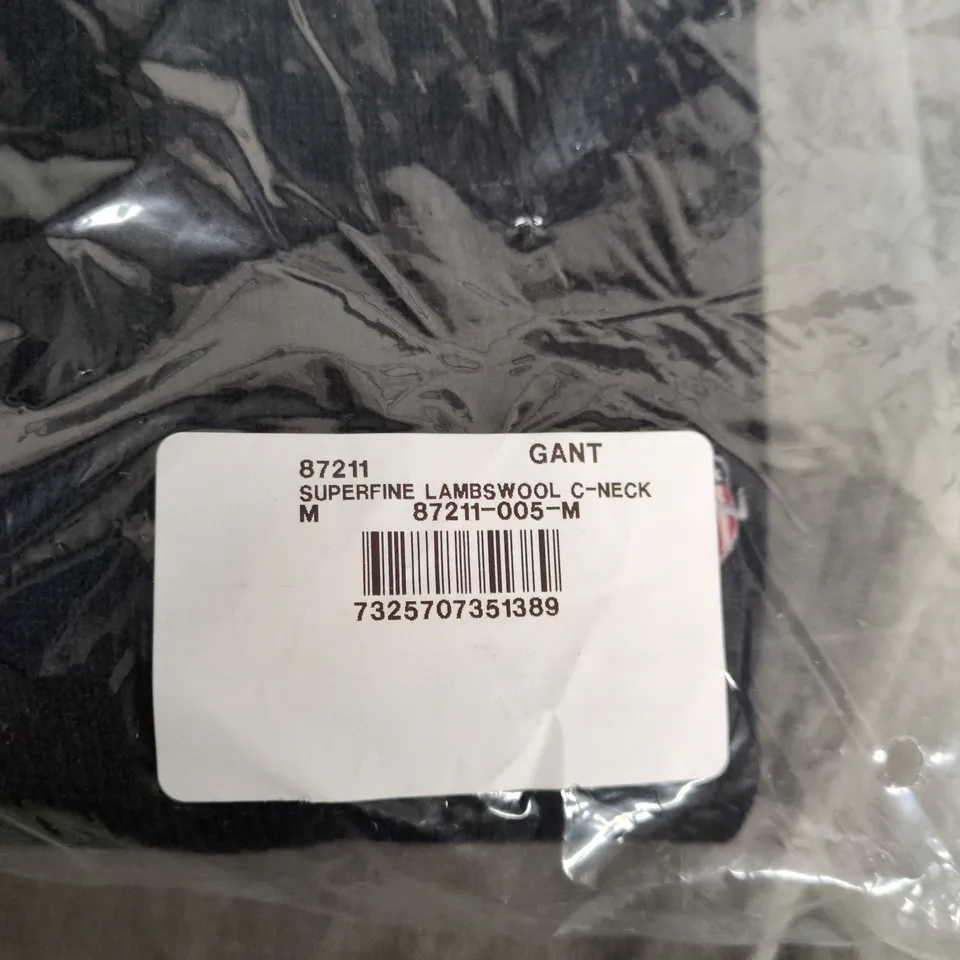 GANT
87211
SUPERFINE LAMBSWOOL C-NECK
M 87211-005-M
7325707351389